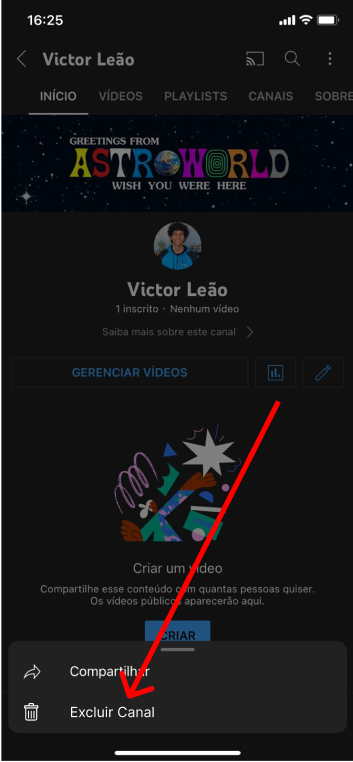 16:25
Victor Leão
INÍCIO VÍDEOS PLAYLISTS CANAIS SOBRE
GREETINGS FROM
ASTROWORLD
WISH YOU WERE HERE
Victor Leão
1 inscrito · Nenhum vídeo
Saiba mais sobre este canal
GERENCIAR VÍDEOS
Criar um vídeo
Compartilhe esse conteúdo com quantas pessoas quiser.
Os vídeos públicos aparecerão aqui.
CRIAR
Compartilhar
Excluir Canal